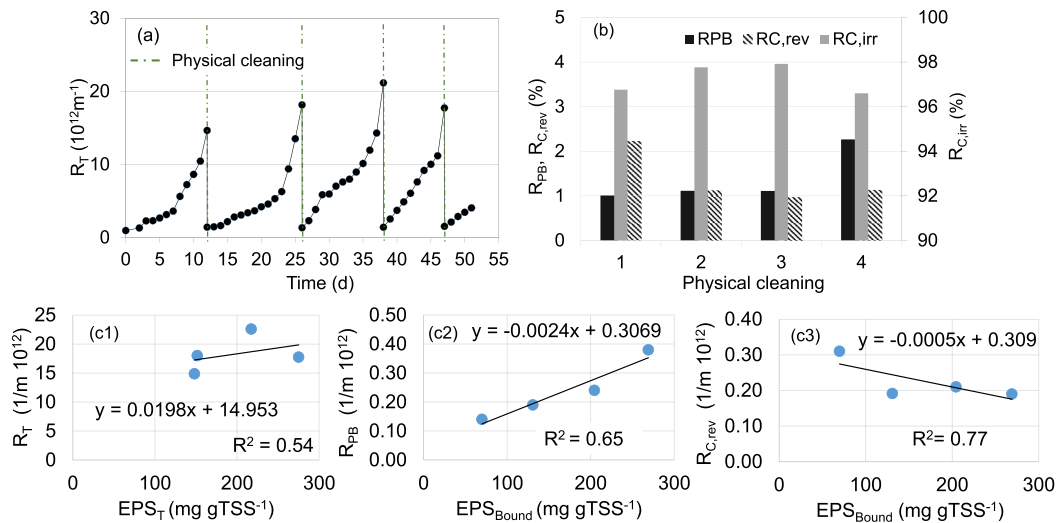 (a)
Physical cleaning
R_T (10^12 m^-1)
30
20
10
0
0 5 10 15 20 25 30 35 40 45 50 55
Time (d)
(b)
RPB RC,rev RC,irr
R_PB, R_C,rev (%)
5
4
3
2
1
0
100
98
96
94
92
90
R_C,irr (%)
1 2 3 4
Physical cleaning
(c1)
R_T (1/m 10^12)
25
20
15
10
5
0
y = 0.0198x + 14.953
R^2 = 0.54
0 100 200 300
EPS_T (mg gTSS^-1)
(c2)
R_PB (1/m 10^12)
0.50
0.40
0.30
0.20
0.10
0.00
y = -0.0024x + 0.3069
R^2 = 0.65
0 100 200 300
EPS_Bound (mg gTSS^-1)
(c3)
R_C,rev (1/m 10^12)
0.40
0.30
0.20
0.10
0.00
y = -0.0005x + 0.309
R^2= 0.77
0 100 200 300
EPS_Bound (mg gTSS^-1)